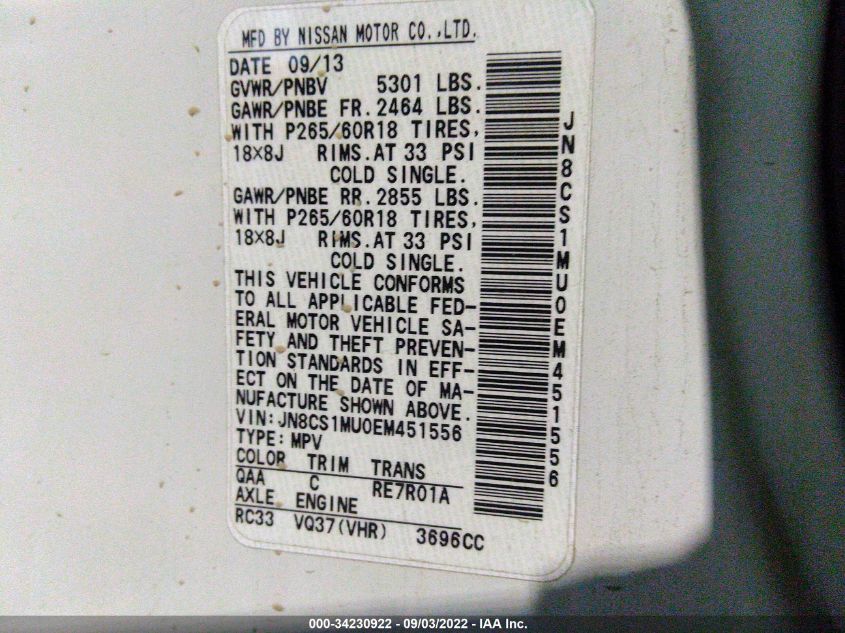 MFD BY NISSAN MOTOR CO.,LTD.
DATE 09/13
GVWR/PNBV 5301 LBS.
GAWR/PNBE FR. 2464 LBS.
WITH P265/60R18 TIRES,
18×8J RIMS. AT 33 PSI
COLD SINGLE.
GAWR/PNBE RR. 2855 LBS.
WITH P265/60R18 TIRES,
18×8J RIMS. AT 33 PSI
COLD SINGLE.
THIS VEHICLE CONFORMS
TO ALL APPLICABLE FED-
ERAL MOTOR VEHICLE SA-
FETY AND THEFT PREVEN-
TION STANDARDS IN EFF-
ECT ON THE DATE OF MA-
NUFACTURE SHOWN ABOVE.
VIN:JN8CS1MU0EM451556
TYPE:MPV
COLOR TRIM TRANS
QAA C RE7R01A
AXLE ENGINE
RC33 VQ37(VHR) 3696CC
JN8CS1MU0EM451556
000-34230922 - 09/03/2022 - IAA Inc.